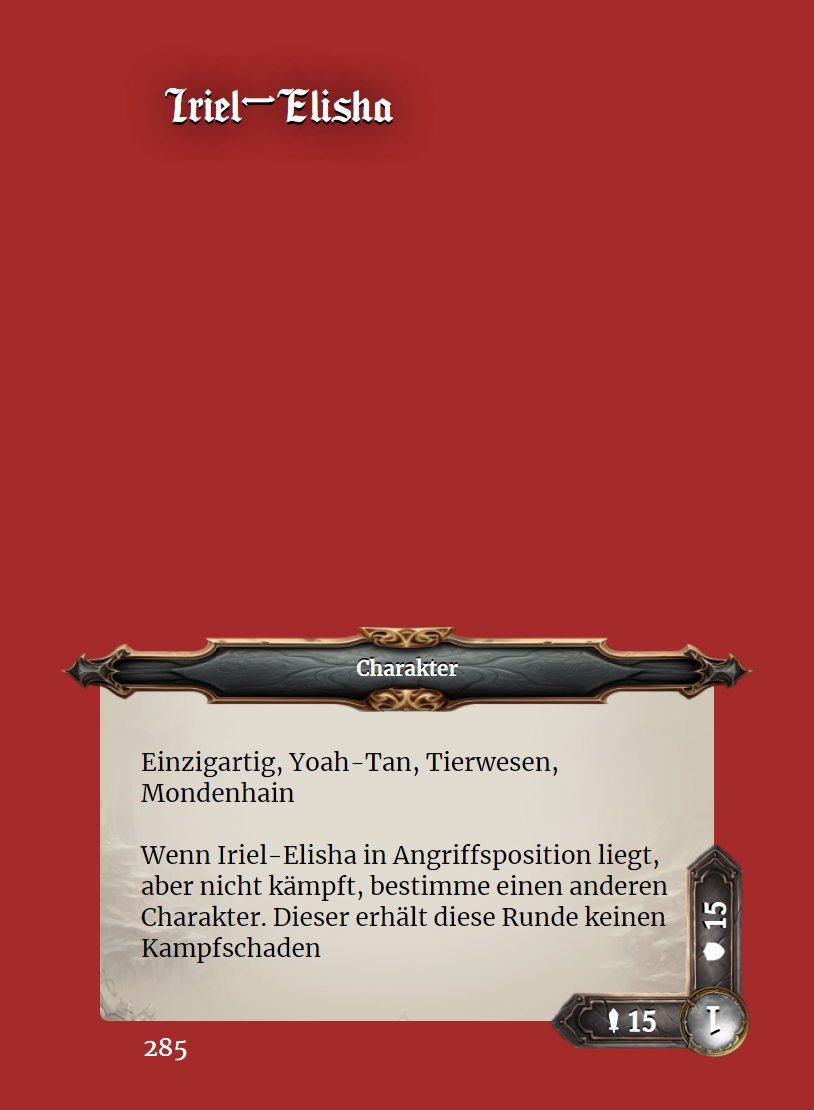 Iriel-Elisha
Charakter
Einzigartig, Yoah-Tan, Tierwesen,
Mondenhain
Wenn Iriel-Elisha in Angriffsposition liegt,
aber nicht kämpft, bestimme einen anderen
Charakter. Dieser erhält diese Runde keinen
Kampfschaden
15
15
1
285